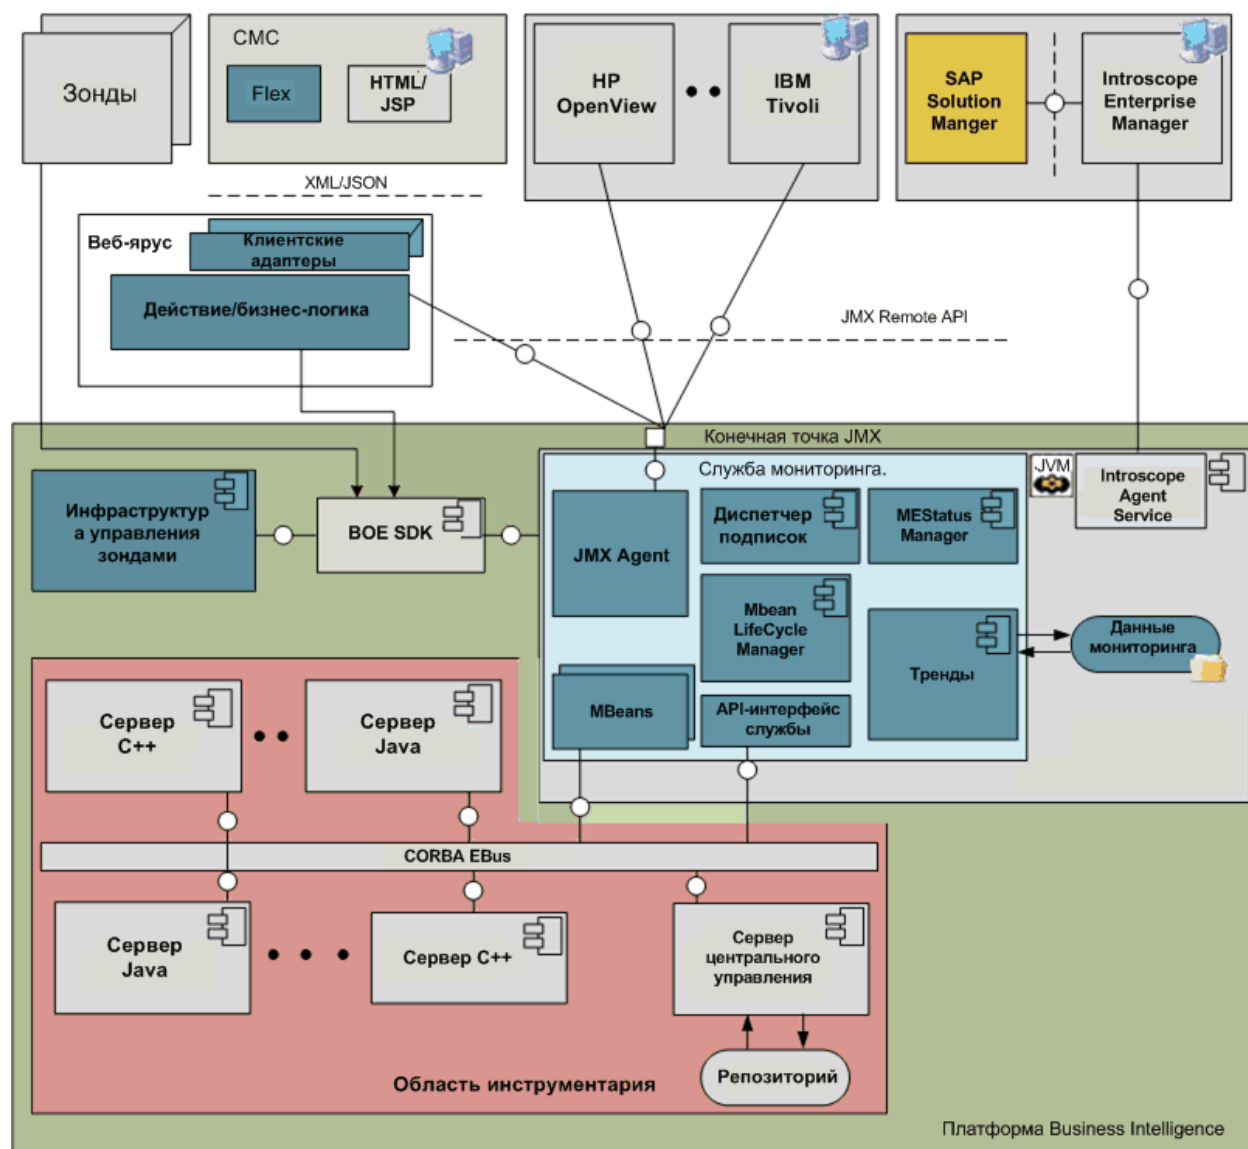 Зонды
CMC
Flex
HTML/
JSP
HP
OpenView
IBM
Tivoli
SAP
Solution
Manger
Introscope
Enterprise
Manager
XML/JSON
Веб-ярус
Клиентские
адаптеры
Действие/бизнес-логика
JMX Remote API
Конечная точка JMX
Служба мониторинга.
JVM
Introscope
Agent
Service
Инфраструктур
а управления
зондами
BOE SDK
JMX Agent
Диспетчер
подписок
MEStatus
Manager
Mbean
LifeCycle
Manager
Тренды
Данные
мониторинга
MBeans
API-интерфейс
службы
Сервер
C++
Сервер
Java
CORBA EBus
Сервер
Java
Сервер C++
Сервер
центрального
управления
Репозиторий
Область инструментария
Платформа Business Intelligence